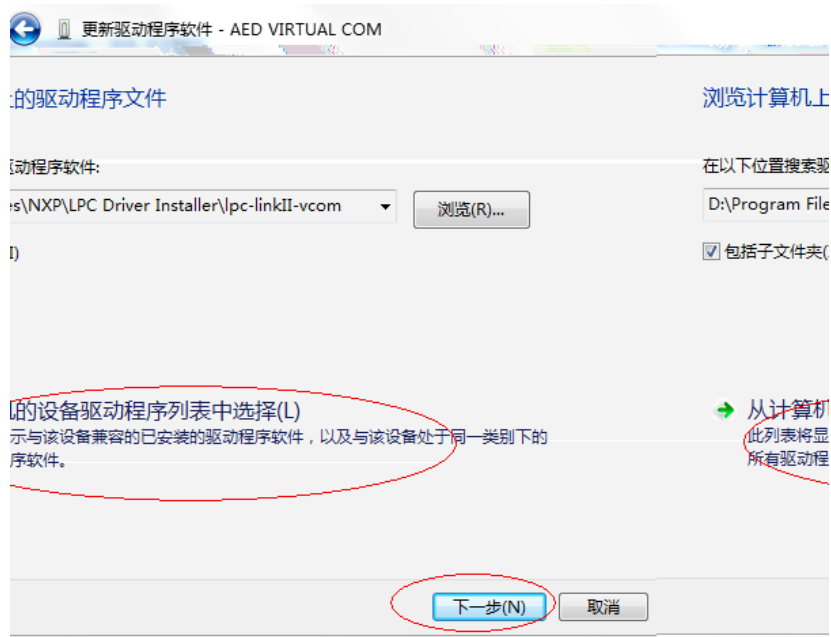 更新驱动程序软件 - AED VIRTUAL COM
的驱动程序文件
动程序软件:
s\NXP\LPC Driver Installer\lpc-linkII-vcom
浏览(R)...
I)
的设备驱动程序列表中选择(L)
示与该设备兼容的已安装的驱动程序软件，以及与该设备处于同一类别下的
序软件。
下一步(N)
取消
浏览计算机上
在以下位置搜索驱
D:\Program File
包括子文件夹(
从计算机
此列表将显
所有驱动程